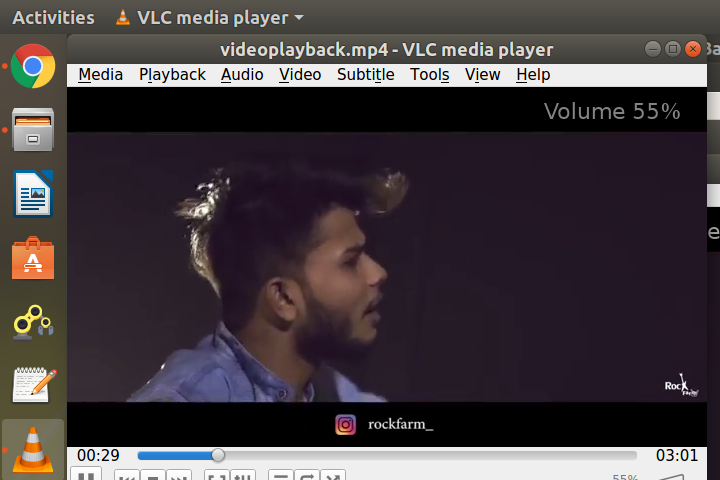 Activities VLC media player
videoplayback.mp4 - VLC media player
Media Playback Audio Video Subtitle Tools View Help
Volume 55%
Rock
rockfarm_
00:29 03:01
55%